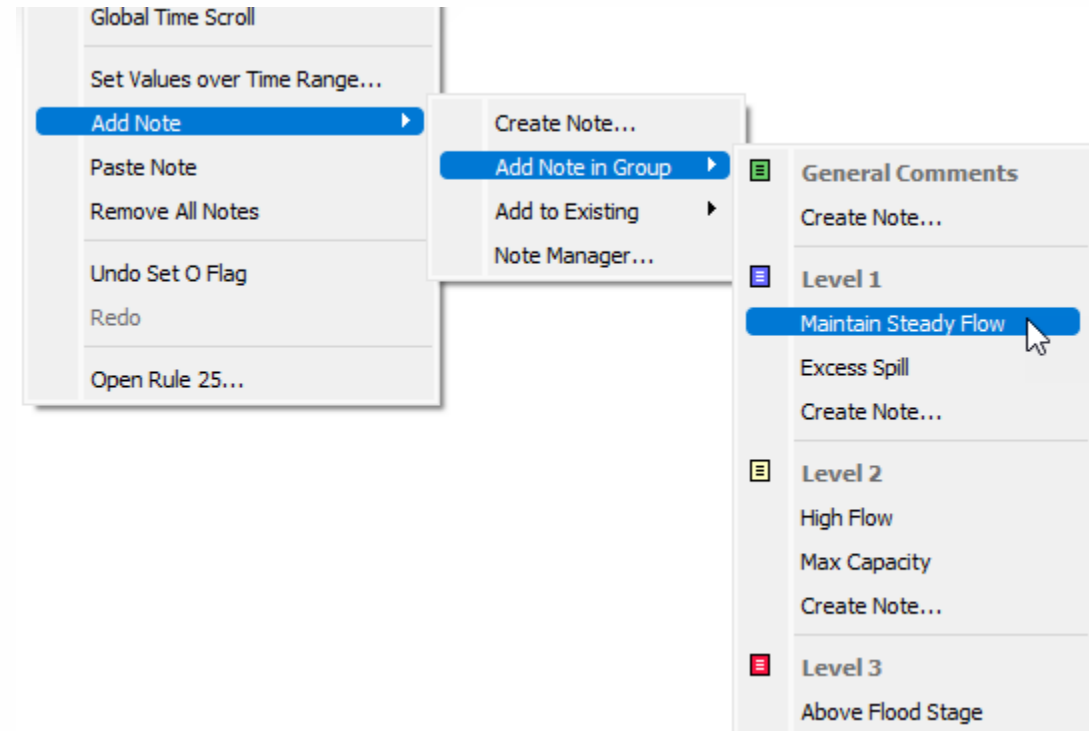 Global Time Scroll
Set Values over Time Range...
Add Note
Paste Note
Remove All Notes
Undo Set O Flag
Redo
Open Rule 25...
Create Note...
Add Note in Group
Add to Existing
Note Manager...
General Comments
Create Note...
Level 1
Maintain Steady Flow
Excess Spill
Create Note...
Level 2
High Flow
Max Capacity
Create Note...
Level 3
Above Flood Stage